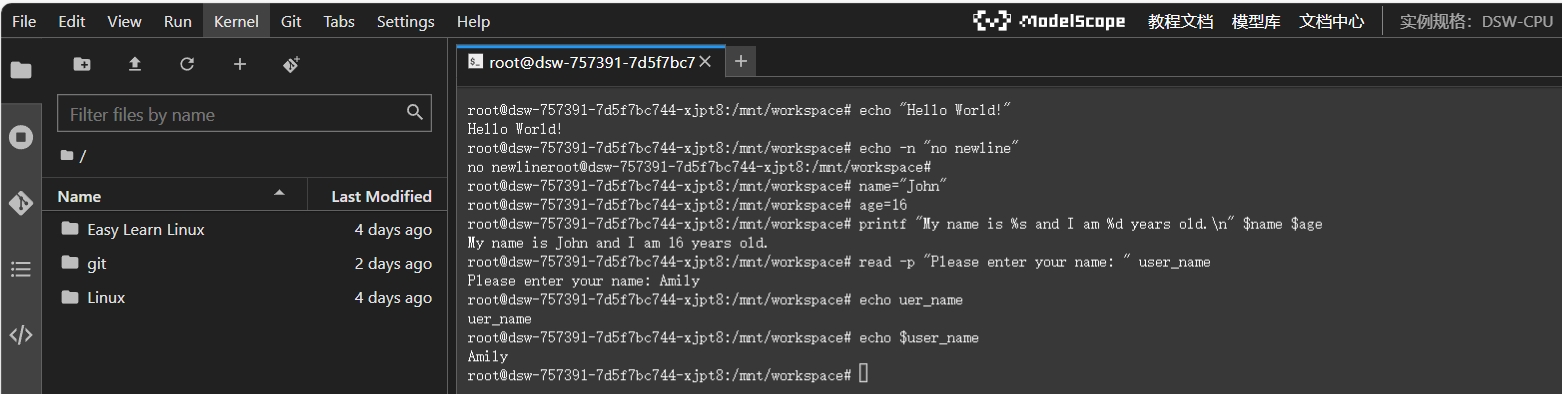 File Edit View Run Kernel Git Tabs Settings Help ModelScope 教程文档 模型库 文档中心 实例规格：DSW-CPU
root@dsw-757391-7d5f7bc7
Filter files by name
/
Name Last Modified
Easy Learn Linux 4 days ago
git 2 days ago
Linux 4 days ago
root@dsw-757391-7d5f7bc744-xjpt8:/mnt/workspace# echo "Hello World!"
Hello World!
root@dsw-757391-7d5f7bc744-xjpt8:/mnt/workspace# echo -n "no newline"
no newlineroot@dsw-757391-7d5f7bc744-xjpt8:/mnt/workspace#
root@dsw-757391-7d5f7bc744-xjpt8:/mnt/workspace# name="John"
root@dsw-757391-7d5f7bc744-xjpt8:/mnt/workspace# age=16
root@dsw-757391-7d5f7bc744-xjpt8:/mnt/workspace# printf "My name is %s and I am %d years old.\n" $name $age
My name is John and I am 16 years old.
root@dsw-757391-7d5f7bc744-xjpt8:/mnt/workspace# read -p "Please enter your name: " user_name
Please enter your name: Amily
root@dsw-757391-7d5f7bc744-xjpt8:/mnt/workspace# echo uer_name
uer_name
root@dsw-757391-7d5f7bc744-xjpt8:/mnt/workspace# echo $user_name
Amily
root@dsw-757391-7d5f7bc744-xjpt8:/mnt/workspace#